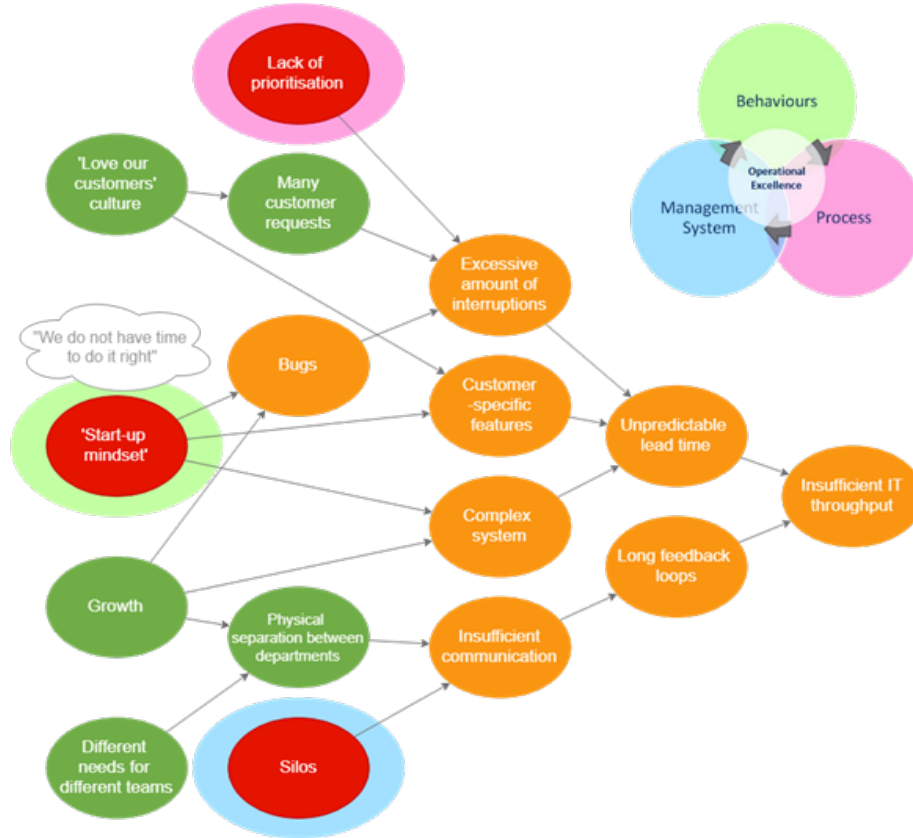 Lack of
prioritisation
Behaviours
Operational
Excellence
Management
System
Process
'Love our
customers'
culture
Many
customer
requests
Excessive
amount of
interruptions
"We do not have time
to do it right"
Bugs
Customer
-specific
features
'Start-up
mindset'
Unpredictable
lead time
Insufficient IT
throughput
Complex
system
Long feedback
loops
Growth
Physical
separation between
departments
Insufficient
communication
Different
needs for
different teams
Silos